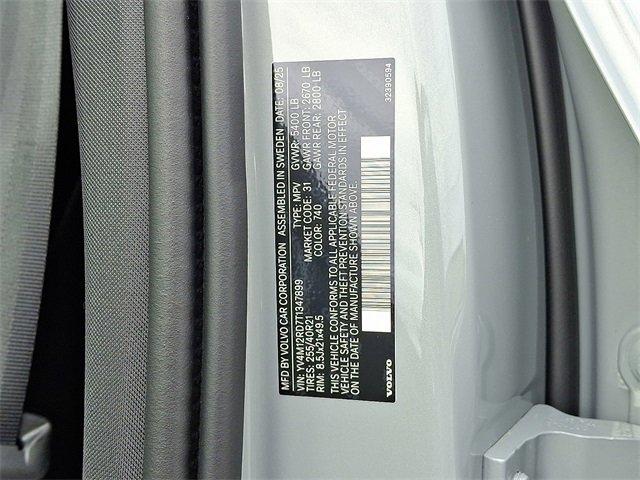 MFD BY VOLVO CAR CORPORATION ASSEMBLED IN SWEDEN DATE: 08/25
VIN: YV4M12RD7T1347899 TYPE: MPV GVWR: 5400 LB
TIRES: 255/40R21 MARKET CODE: 31 GAWR FRONT: 2670 LB
RIM: 8.5Jx21x49.5 COLOR: 740 GAWR REAR: 2800 LB
THIS VEHICLE CONFORMS TO ALL APPLICABLE FEDERAL MOTOR
VEHICLE SAFETY AND THEFT PREVENTION STANDARDS IN EFFECT
ON THE DATE OF MANUFACTURE SHOWN ABOVE.
VOLVO 32390594